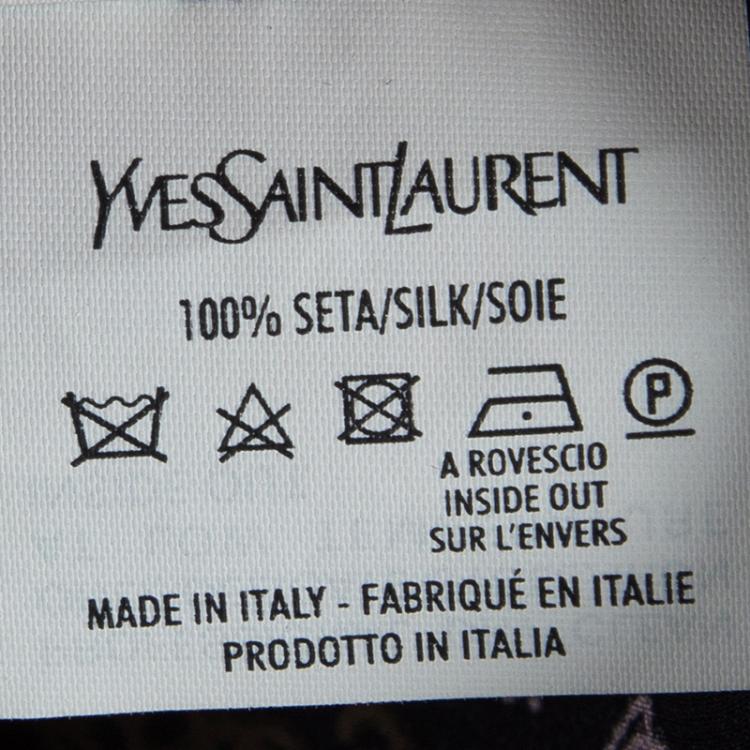 YVESSAINTLAURENT
100% SETA/SILK/SOIE
P
A ROVESCIO
INSIDE OUT
SUR L'ENVERS
MADE IN ITALY - FABRIQUÉ EN ITALIE
PRODOTTO IN ITALIA